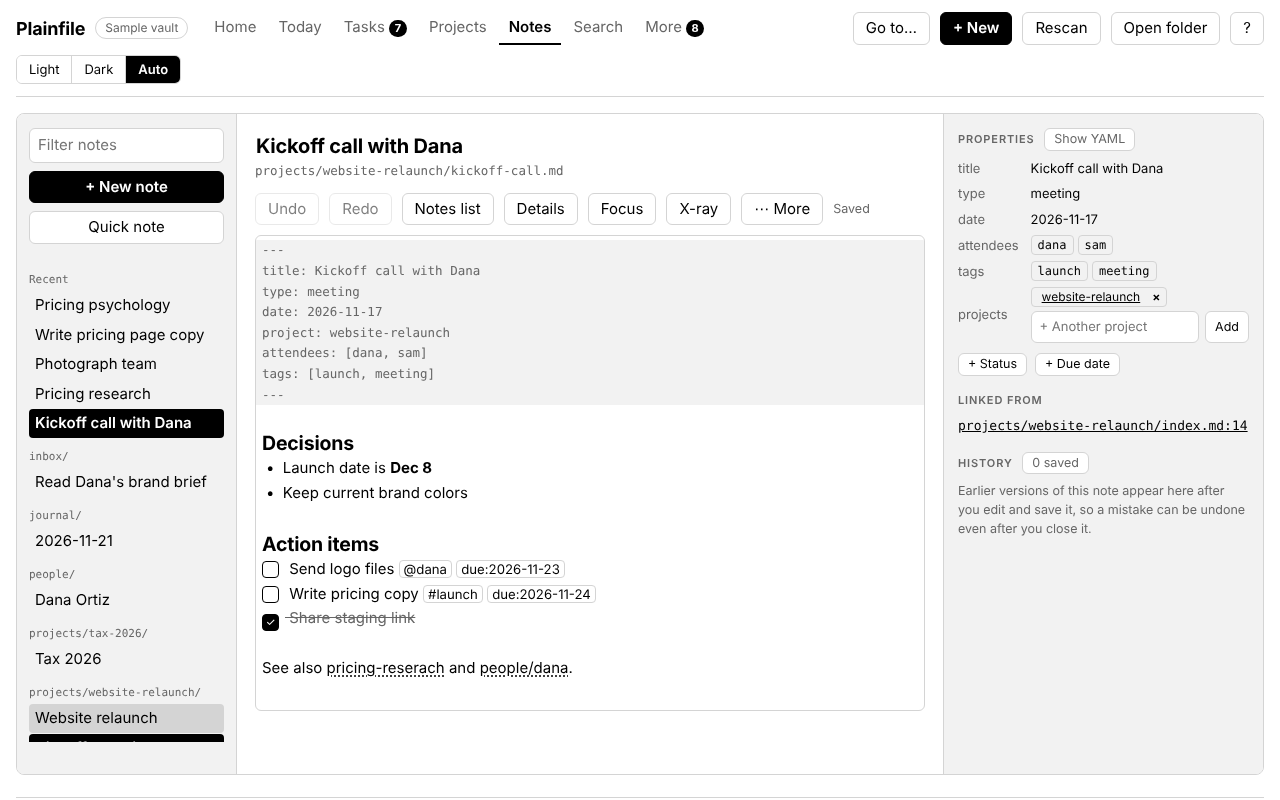 Plainfile Sample vault Home Today Tasks 7 Projects Notes Search More 8 Go to... + New Rescan Open folder ?
Light Dark Auto
Filter notes
+ New note
Quick note
Recent
Pricing psychology
Write pricing page copy
Photograph team
Pricing research
Kickoff call with Dana
inbox/
Read Dana's brand brief
journal/
2026-11-21
people/
Dana Ortiz
projects/tax-2026/
Tax 2026
projects/website-relaunch/
Website relaunch
Kickoff call with Dana
projects/website-relaunch/kickoff-call.md
Undo Redo Notes list Details Focus X-ray ··· More Saved
---
title: Kickoff call with Dana
type: meeting
date: 2026-11-17
project: website-relaunch
attendees: [dana, sam]
tags: [launch, meeting]
---
Decisions
• Launch date is Dec 8
• Keep current brand colors
Action items
Send logo files @dana due:2026-11-23
Write pricing copy #launch due:2026-11-24
Share staging link
See also pricing-reserach and people/dana.
PROPERTIES Show YAML
title Kickoff call with Dana
type meeting
date 2026-11-17
attendees dana sam
tags launch meeting
projects website-relaunch ×
+ Another project Add
+ Status + Due date
LINKED FROM
projects/website-relaunch/index.md:14
HISTORY 0 saved
Earlier versions of this note appear here after
you edit and save it, so a mistake can be undone
even after you close it.